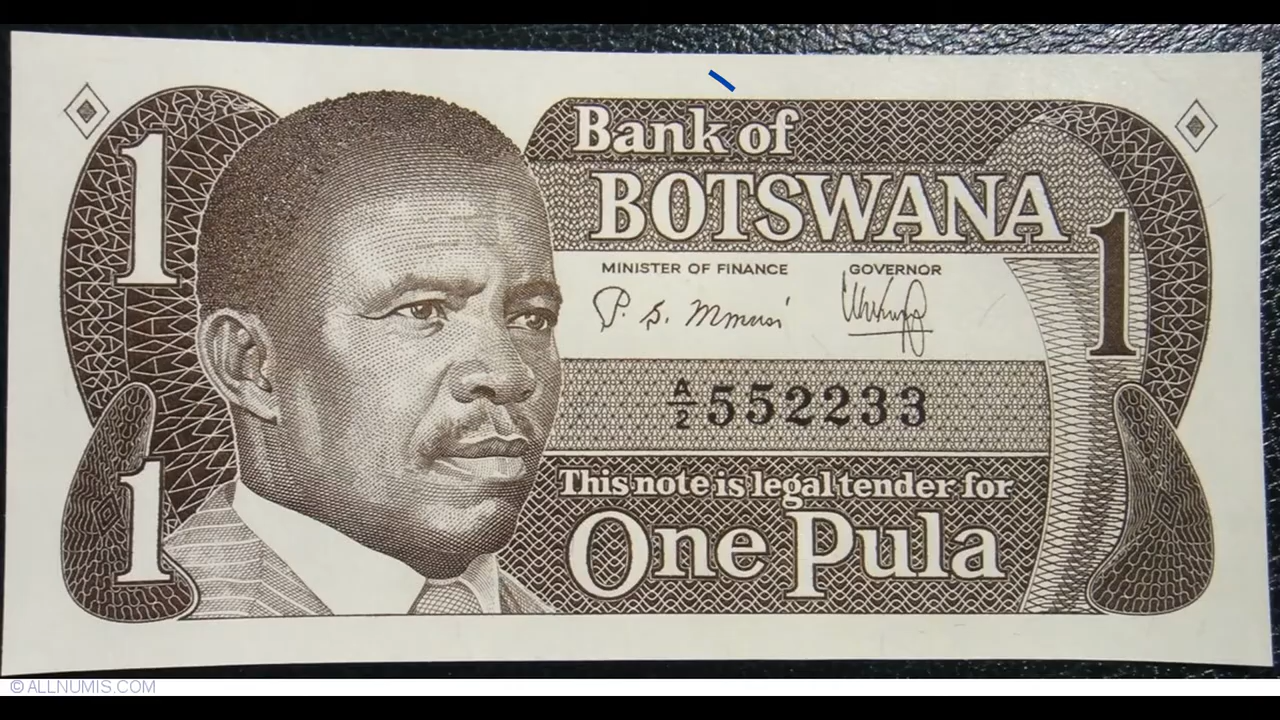 1
Bank of
BOTSWANA
1
MINISTER OF FINANCE GOVERNOR
P. S. Mmusi
A/2 552233
This note is legal tender for
One Pula
1
© ALLNUMIS.COM